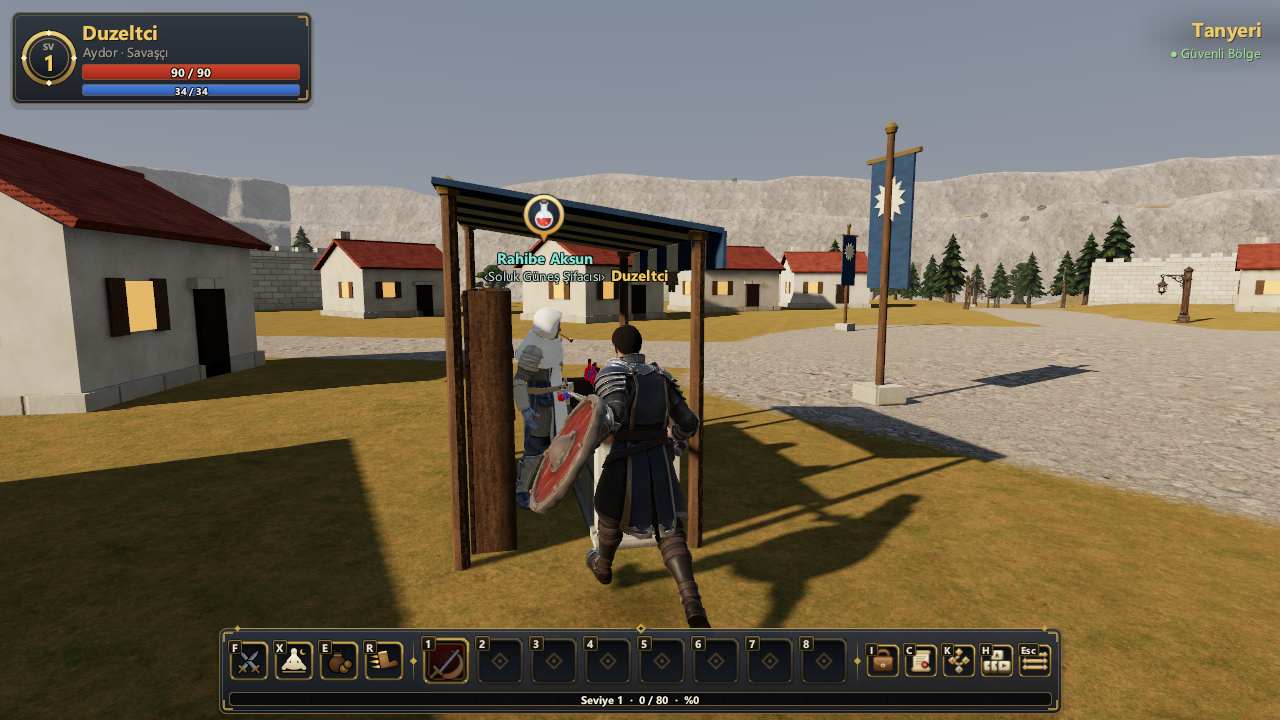 SV
1
Duzeltci
Aydor · Savaşçı
90 / 90
34 / 34
Tanyeri
Güvenli Bölge
Rahibe Aksun
‹Soluk Güneş Şifacısı›
Duzeltci
F
X
E
R
1
2
3
4
5
6
7
8
I
C
K
H
Esc
Seviye 1 · 0 / 80 · %0